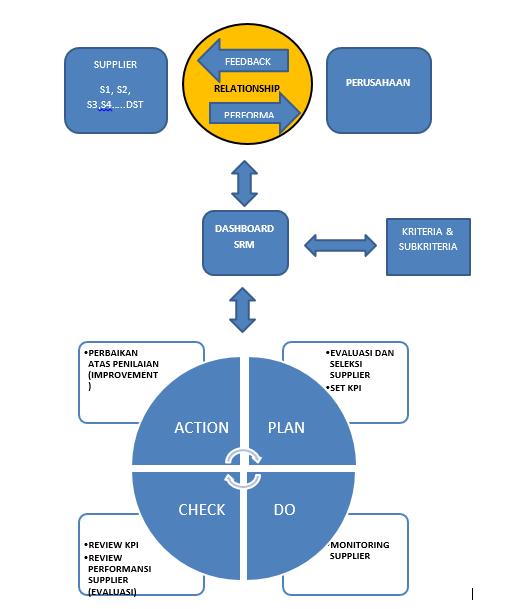 SUPPLIER
S1, S2,
S3,S4…..DST
FEEDBACK
RELATIONSHIP
PERFORMA
PERUSAHAAN
DASHBOARD
SRM
KRITERIA &
SUBKRITERIA
•PERBAIKAN
ATAS PENILAIAN
(IMPROVEMENT
)
•EVALUASI DAN
SELEKSI
SUPPLIER
•SET KPI
ACTION
PLAN
CHECK
DO
•REVIEW KPI
•REVIEW
PERFORMANSI
SUPPLIER
(EVALUASI)
•MONITORING
SUPPLIER